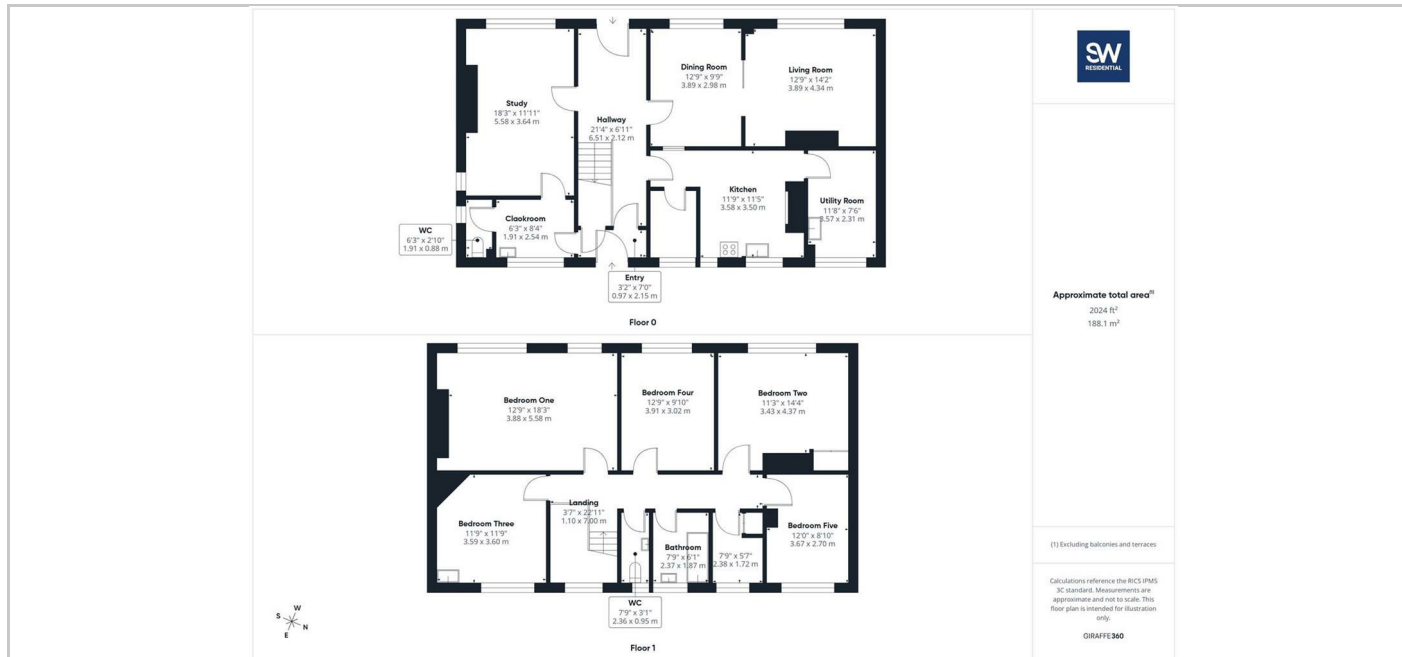 Study
18'3" x 11'11"
5.58 x 3.64 m
Hallway
21'4" x 6'11"
6.51 x 2.12 m
Dining Room
12'9" x 9'9"
3.89 x 2.98 m
Living Room
12'9" x 14'2"
3.89 x 4.34 m
Kitchen
11'9" x 11'5"
3.58 x 3.50 m
Utility Room
11'8" x 7'6"
3.57 x 2.31 m
Claokroom
6'3" x 8'4"
1.91 x 2.54 m
WC
6'3" x 2'10"
1.91 x 0.88 m
Entry
3'2" x 7'0"
0.97 x 2.15 m
Floor 0
Bedroom One
12'9" x 18'3"
3.88 x 5.58 m
Bedroom Four
12'9" x 9'10"
3.91 x 3.02 m
Bedroom Two
11'3" x 14'4"
3.43 x 4.37 m
Bedroom Three
11'9" x 11'9"
3.59 x 3.60 m
Landing
3'7" x 22'11"
1.10 x 7.00 m
Bathroom
7'9" x 6'1"
2.37 x 1.87 m
7'9" x 5'7"
2.38 x 1.72 m
Bedroom Five
12'0" x 8'10"
3.67 x 2.70 m
WC
7'9" x 3'1"
2.36 x 0.95 m
Floor 1
W
S
N
E
SW
RESIDENTIAL
Approximate total area(1)
2024 ft²
188.1 m²
(1) Excluding balconies and terraces
Calculations reference the RICS IPMS
3C standard. Measurements are
approximate and not to scale. This
floor plan is intended for illustration
only.
GIRAFFE360